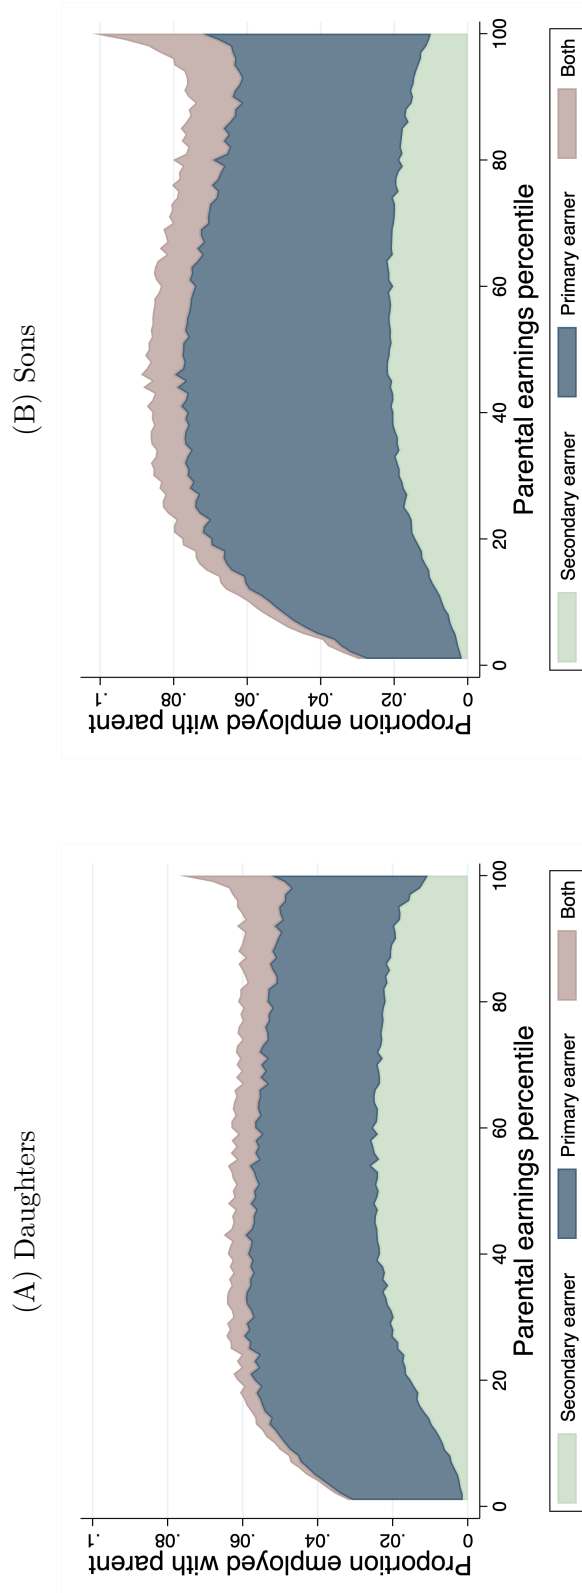 (A) Daughters
Proportion employed with parent
0 .02 .04 .06 .08 .1
0 20 40 60 80 100
Parental earnings percentile
Secondary earner Primary earner Both
(B) Sons
Proportion employed with parent
0 .02 .04 .06 .08 .1
0 20 40 60 80 100
Parental earnings percentile
Secondary earner Primary earner Both